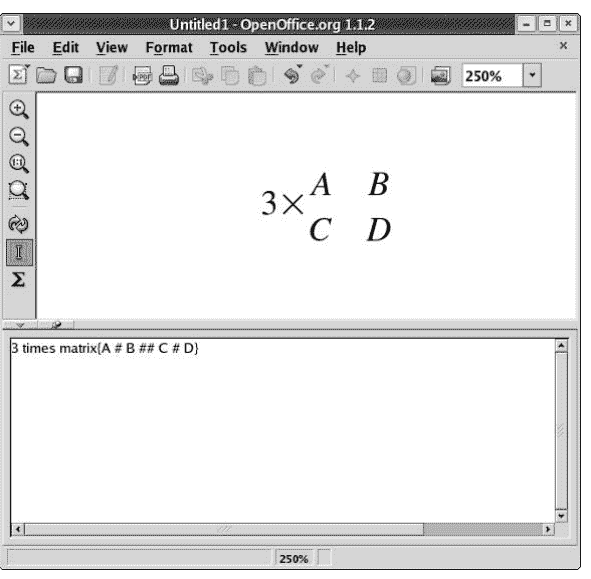 Untitled1 - OpenOffice.org 1.1.2
File Edit View Format Tools Window Help
250%
3×A B
C D
3 times matrix{A # B ## C # D}
250%